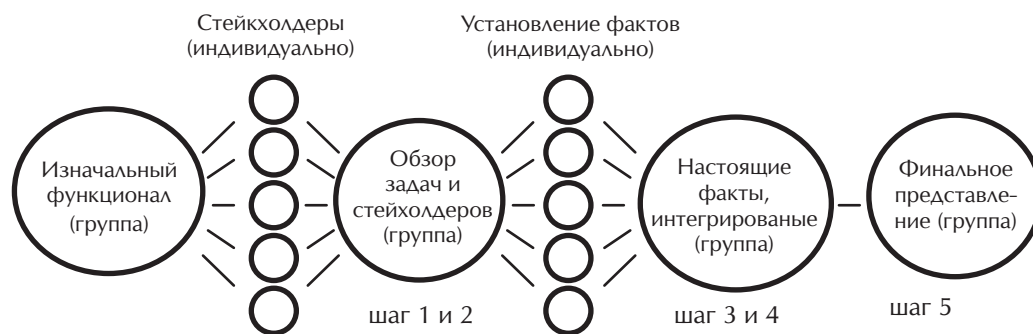 Стейкхолдеры
(индивидуально)
Установление фактов
(индивидуально)
Изначальный
функционал
(группа)
Обзор
задач и
стейхолдеров
(группа)
Настоящие
факты,
интегрированые
(группа)
Финальное
представле-
ние (группа)
шаг 1 и 2
шаг 3 и 4
шаг 5